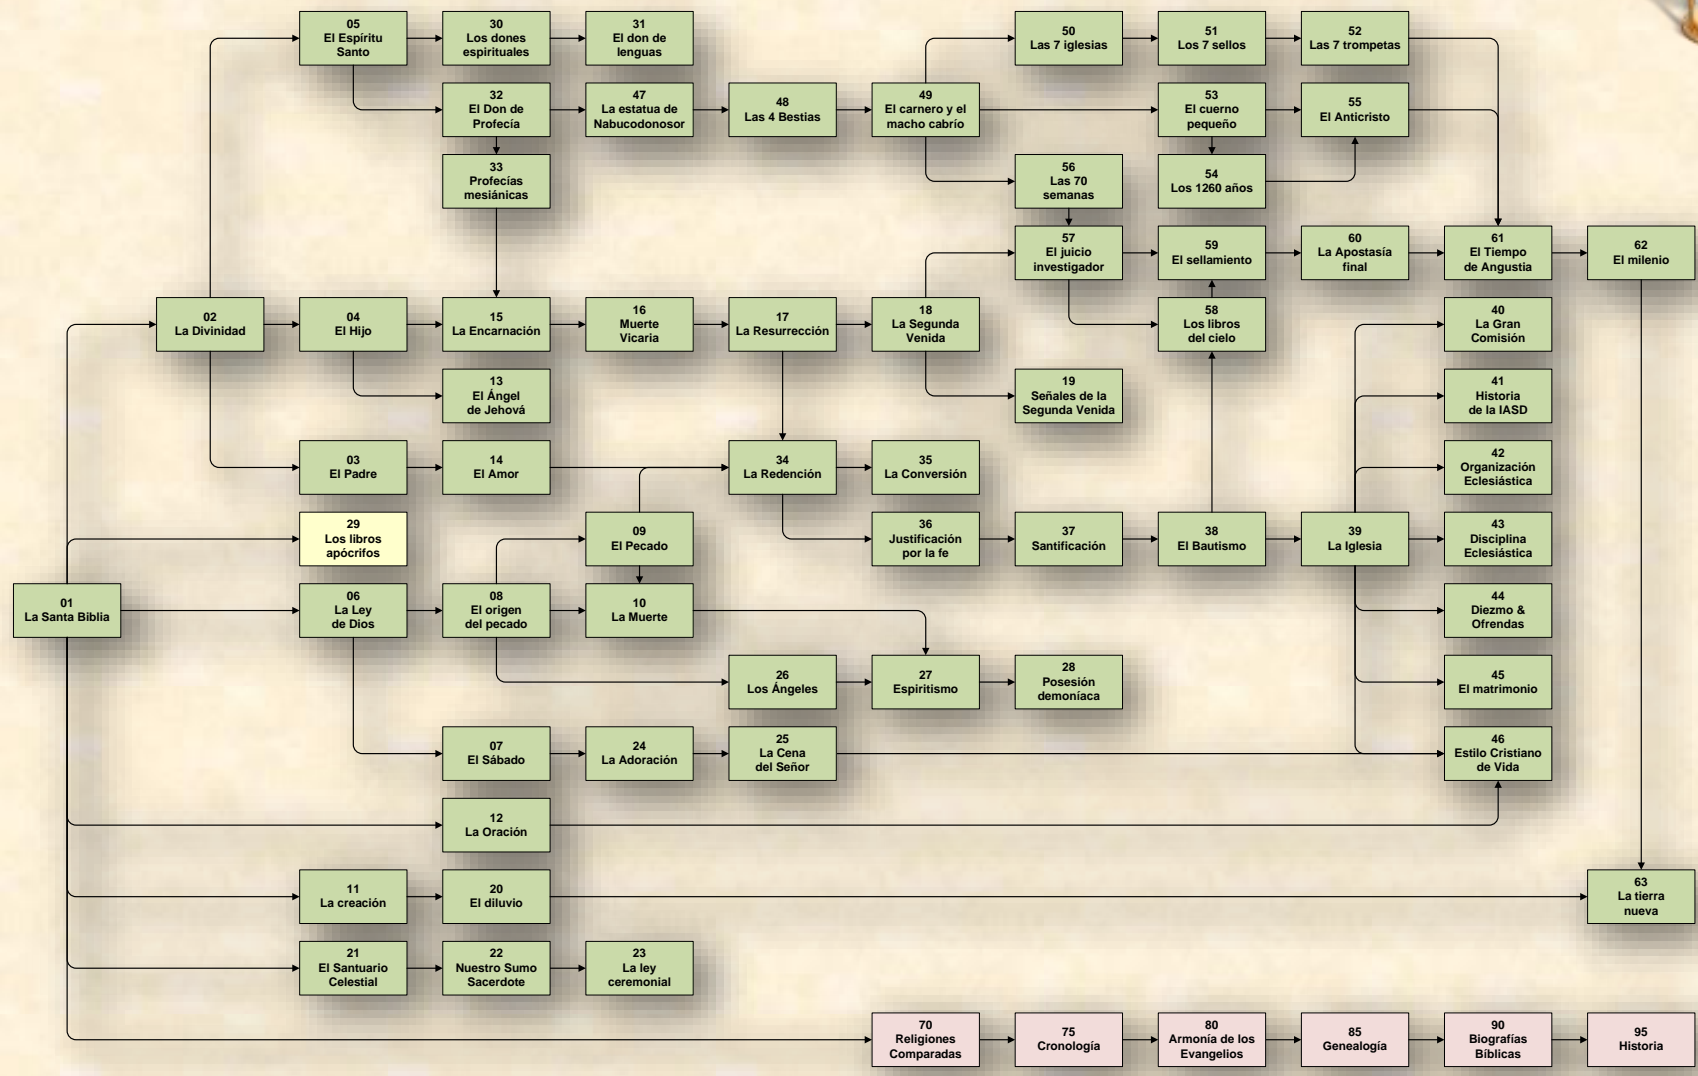 05
El Espíritu
Santo
30
Los dones
espirituales
31
El don de
lenguas
50
Las 7 iglesias
51
Los 7 sellos
52
Las 7 trompetas
32
El Don de
Profecía
47
La estatua de
Nabucodonosor
48
Las 4 Bestias
49
El carnero y el
macho cabrío
53
El cuerno
pequeño
55
El Anticristo
33
Profecías
mesiánicas
56
Las 70
semanas
54
Los 1260 años
57
El juicio
investigador
59
El sellamiento
60
La Apostasía
final
61
El Tiempo
de Angustia
62
El milenio
02
La Divinidad
04
El Hijo
15
La Encarnación
16
Muerte
Vicaria
17
La Resurrección
18
La Segunda
Venida
58
Los libros
del cielo
40
La Gran
Comisión
13
El Ángel
de Jehová
19
Señales de la
Segunda Venida
41
Historia
de la IASD
03
El Padre
14
El Amor
34
La Redención
35
La Conversión
42
Organización
Eclesiástica
29
Los libros
apócrifos
09
El Pecado
36
Justificación
por la fe
37
Santificación
38
El Bautismo
39
La Iglesia
43
Disciplina
Eclesiástica
01
La Santa Biblia
06
La Ley
de Dios
08
El origen
del pecado
10
La Muerte
44
Diezmo &
Ofrendas
26
Los Ángeles
27
Espiritismo
28
Posesión
demoníaca
45
El matrimonio
07
El Sábado
24
La Adoración
25
La Cena
del Señor
46
Estilo Cristiano
de Vida
12
La Oración
11
La creación
20
El diluvio
63
La tierra
nueva
21
El Santuario
Celestial
22
Nuestro Sumo
Sacerdote
23
La ley
ceremonial
70
Religiones
Comparadas
75
Cronología
80
Armonía de los
Evangelios
85
Genealogía
90
Biografías
Bíblicas
95
Historia